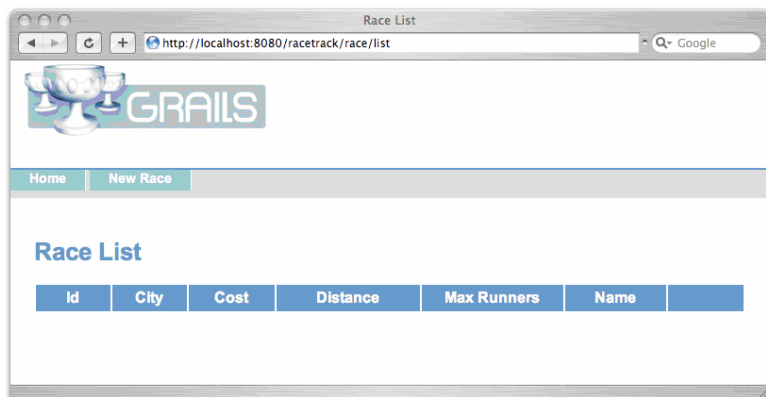 Race List
http://localhost:8080/racetrack/race/list
Google
GRAILS
Home New Race
Race List
Id City Cost Distance Max Runners Name